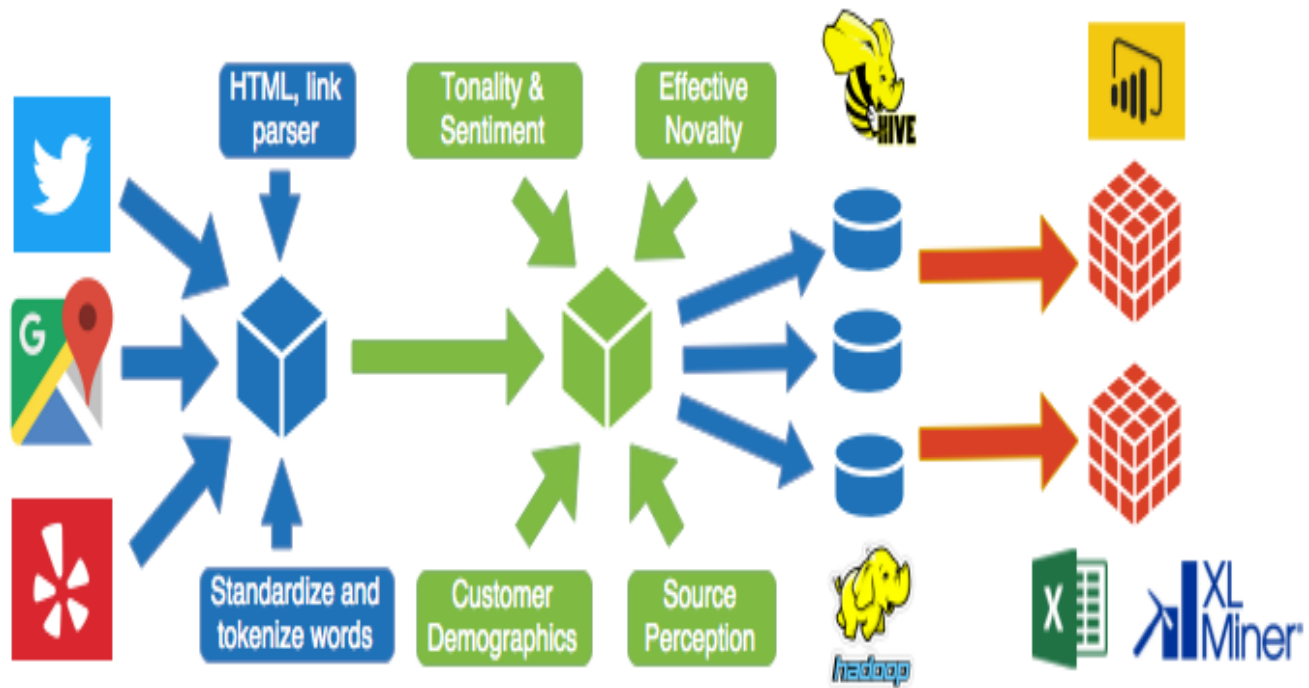 HTML, link
parser
Tonality &
Sentiment
Effective
Novalty
HIVE
G
Standardize and
tokenize words
Customer
Demographics
Source
Perception
hadoop
X
XL
Miner®